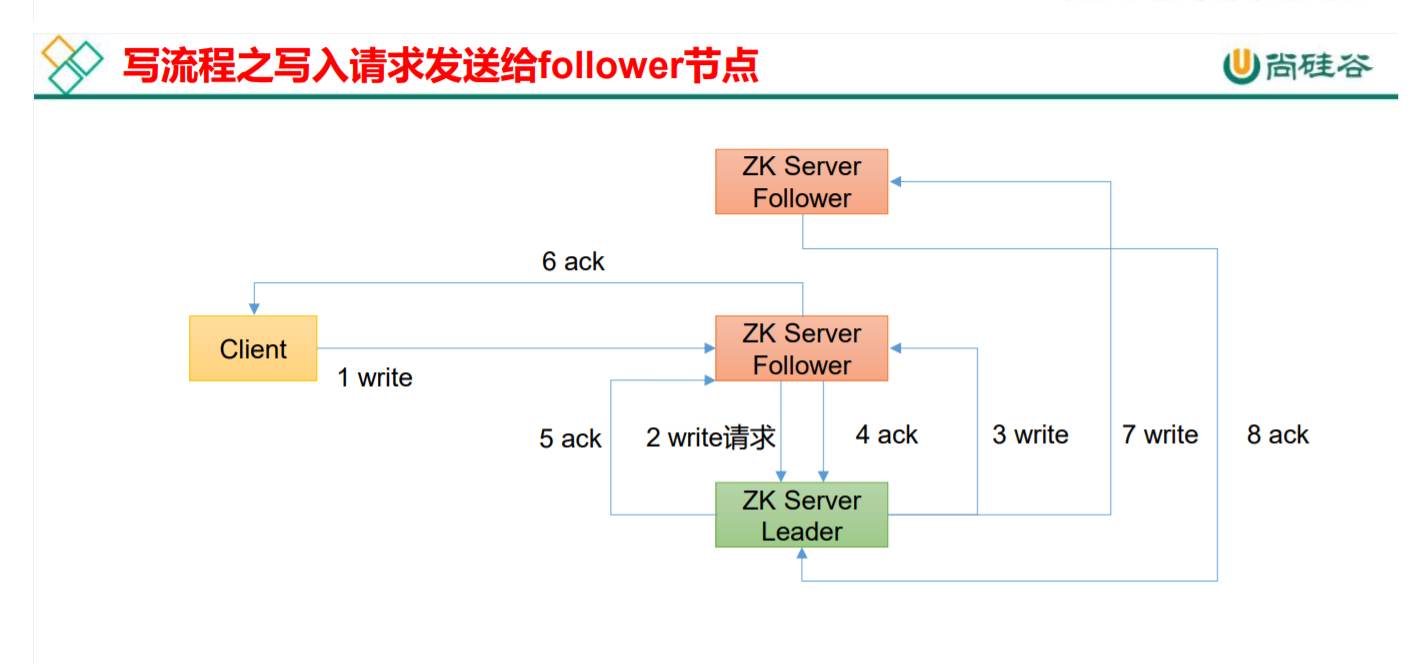 写流程之写入请求发送给follower节点
尚硅谷
ZK Server
Follower
6 ack
Client
1 write
ZK Server
Follower
5 ack
2 write请求
4 ack
3 write
7 write
8 ack
ZK Server
Leader